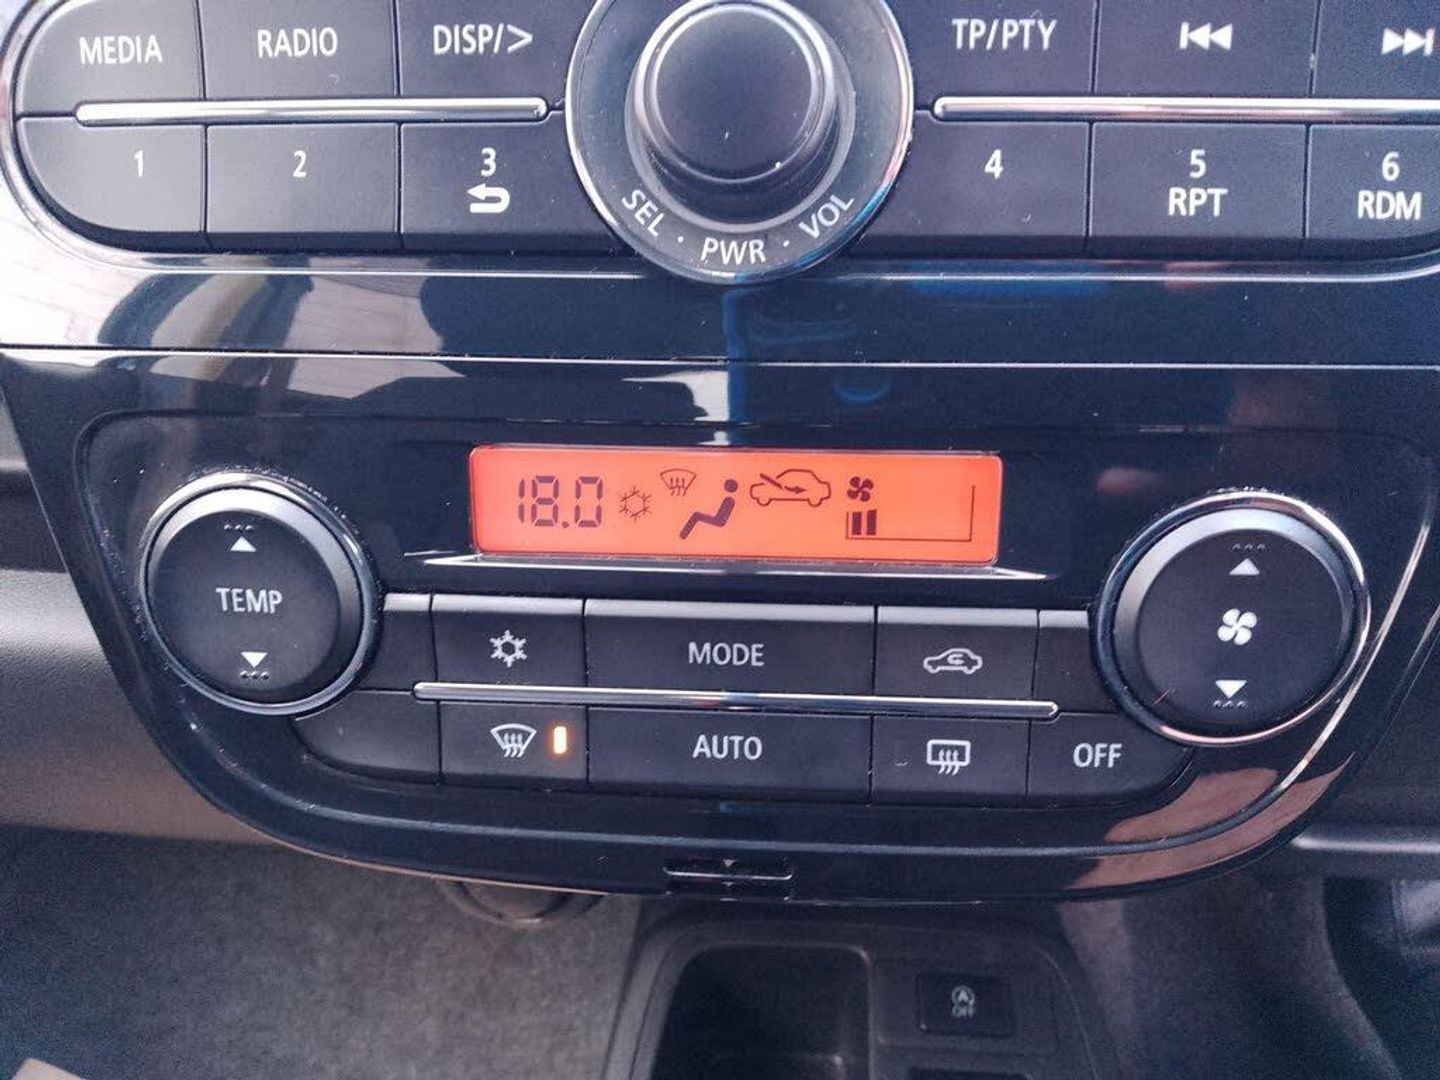 MEDIA RADIO DISP/> TP/PTY
1 2 3 4 5 6
RPT RDM
SEL · PWR · VOL
18.0
TEMP
MODE
AUTO OFF
A
OFF